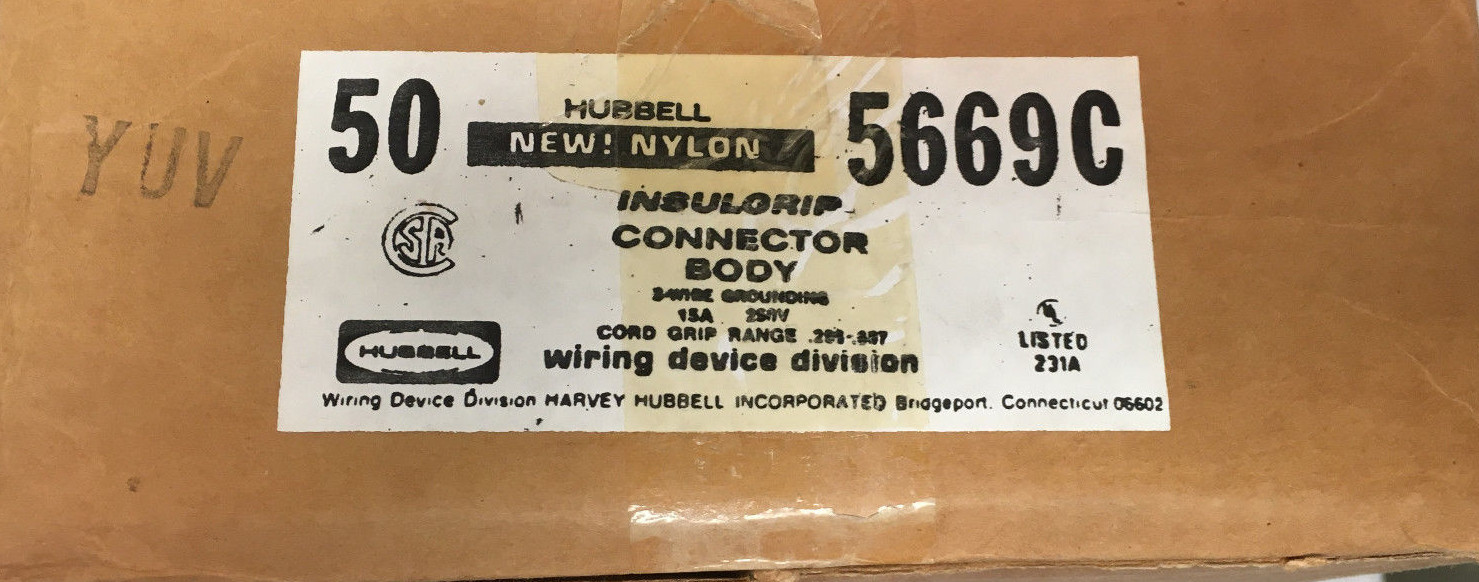 YUV
50
HUBBELL
NEW! NYLON
5669C
INSULGRIP
CONNECTOR
BODY
3-WIRE GROUNDING
15A 250V
CORD GRIP RANGE
wiring device division
HUBBELL
LISTED
231A
Wiring Device Division HARVEY HUBBELL INCORPORATED Bridgeport. Connecticut 06602